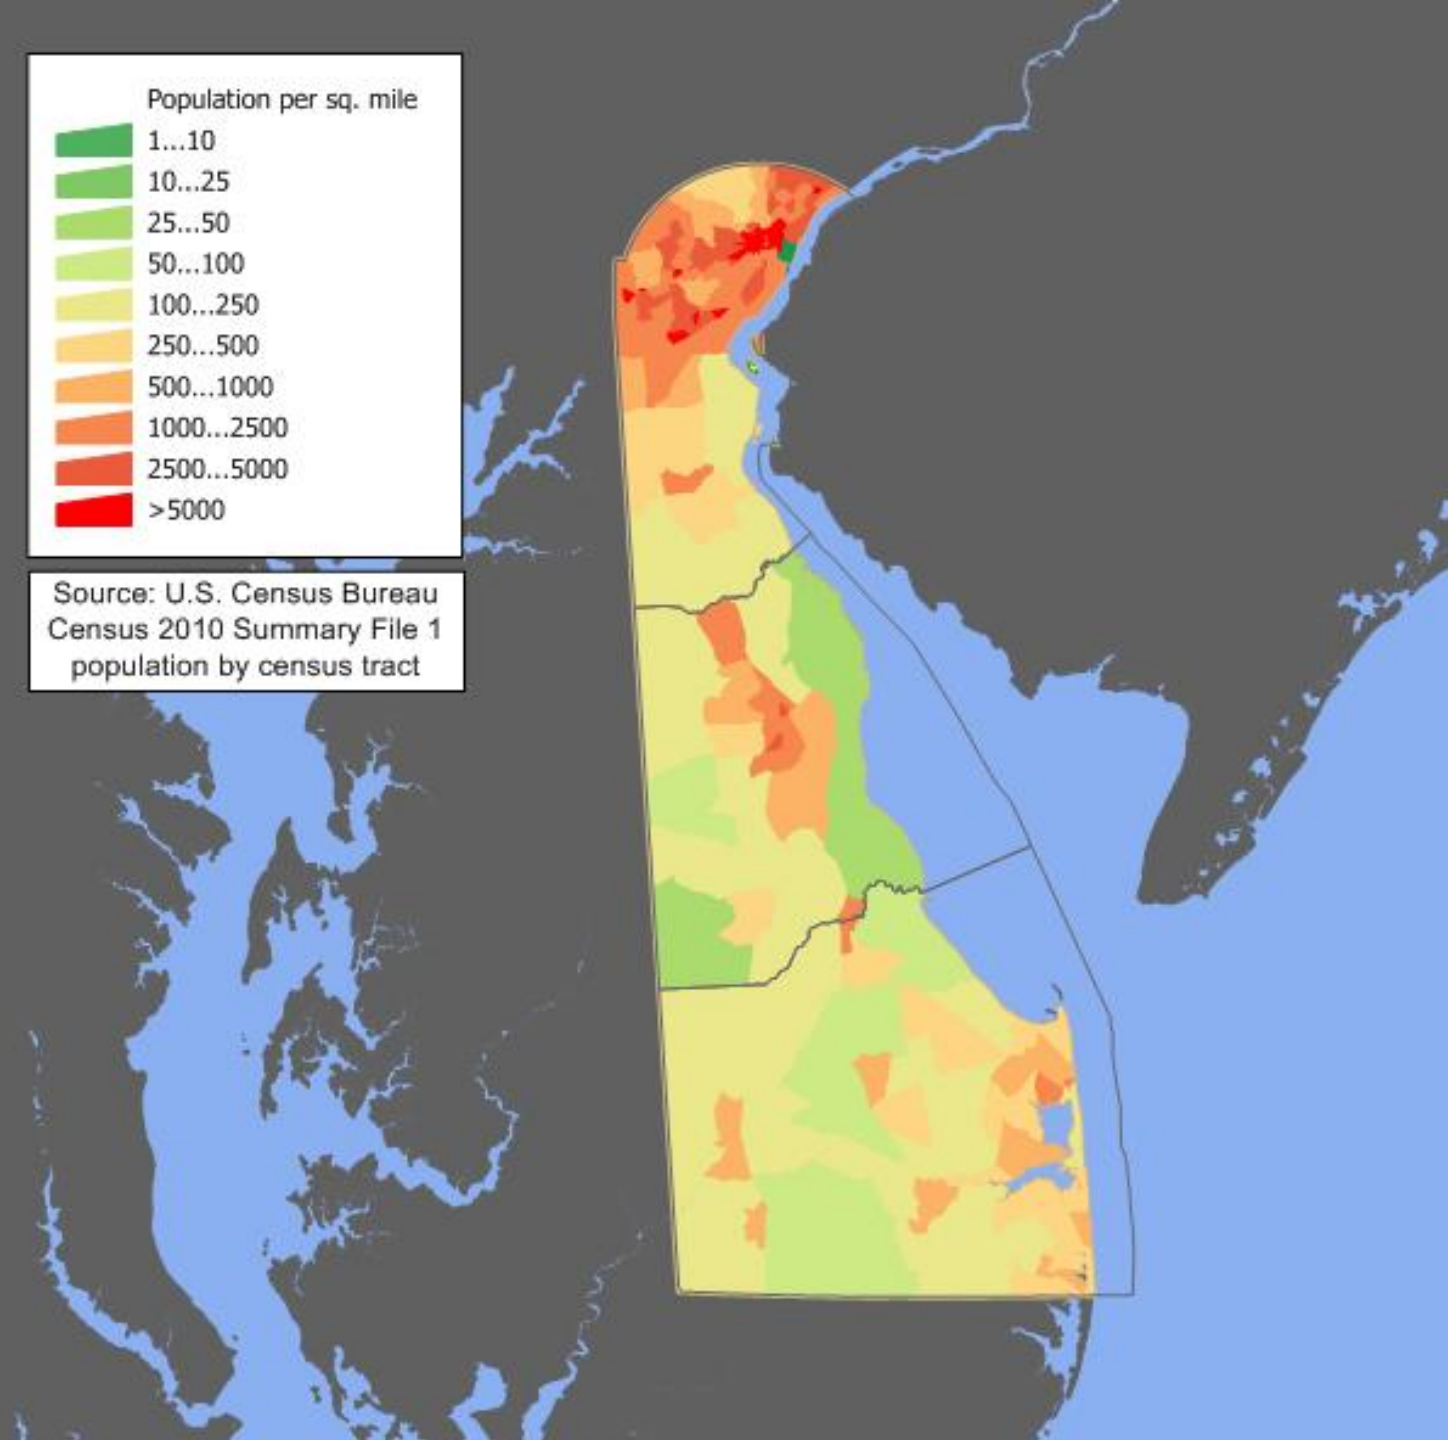 Population per sq. mile
1...10
10...25
25...50
50...100
100...250
250...500
500...1000
1000...2500
2500...5000
>5000
Source: U.S. Census Bureau
Census 2010 Summary File 1
population by census tract